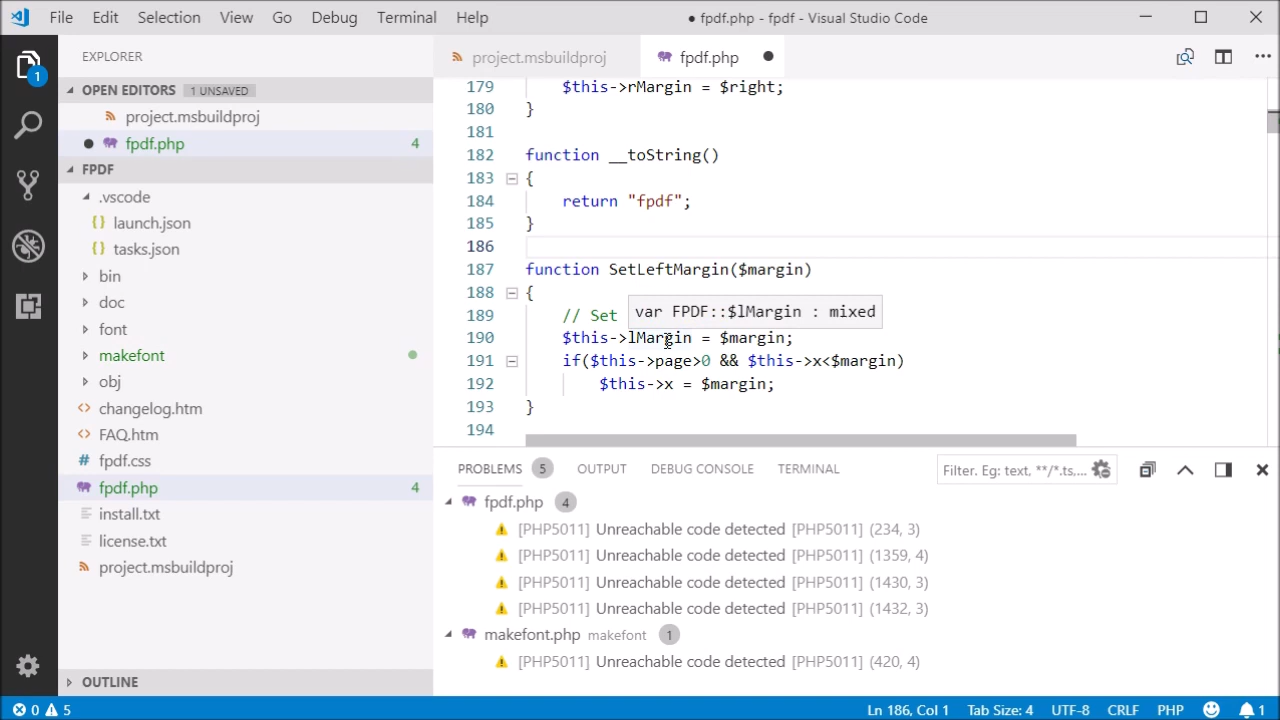 File Edit Selection View Go Debug Terminal Help ● fpdf.php - fpdf - Visual Studio Code
1
EXPLORER
OPEN EDITORS 1 UNSAVED
project.msbuildproj
fpdf.php 4
FPDF
.vscode
{} launch.json
{} tasks.json
bin
doc
font
makefont
obj
<> changelog.htm
<> FAQ.htm
# fpdf.css
fpdf.php 4
install.txt
license.txt
project.msbuildproj
OUTLINE
project.msbuildproj fpdf.php
179 $this->rMargin = $right;
180 }
181
182 function __toString()
183 {
184 return "fpdf";
185 }
186
187 function SetLeftMargin($margin)
188 {
189 // Set
var FPDF::$lMargin : mixed
190 $this->lMargin = $margin;
191 if($this->page>0 && $this->x<$margin)
192 $this->x = $margin;
193 }
194
PROBLEMS 5 OUTPUT DEBUG CONSOLE TERMINAL Filter. Eg: text, **/*.ts,...
fpdf.php 4
[PHP5011] Unreachable code detected [PHP5011] (234, 3)
[PHP5011] Unreachable code detected [PHP5011] (1359, 4)
[PHP5011] Unreachable code detected [PHP5011] (1430, 3)
[PHP5011] Unreachable code detected [PHP5011] (1432, 3)
makefont.php makefont 1
[PHP5011] Unreachable code detected [PHP5011] (420, 4)
0 5 Ln 186, Col 1 Tab Size: 4 UTF-8 CRLF PHP 1